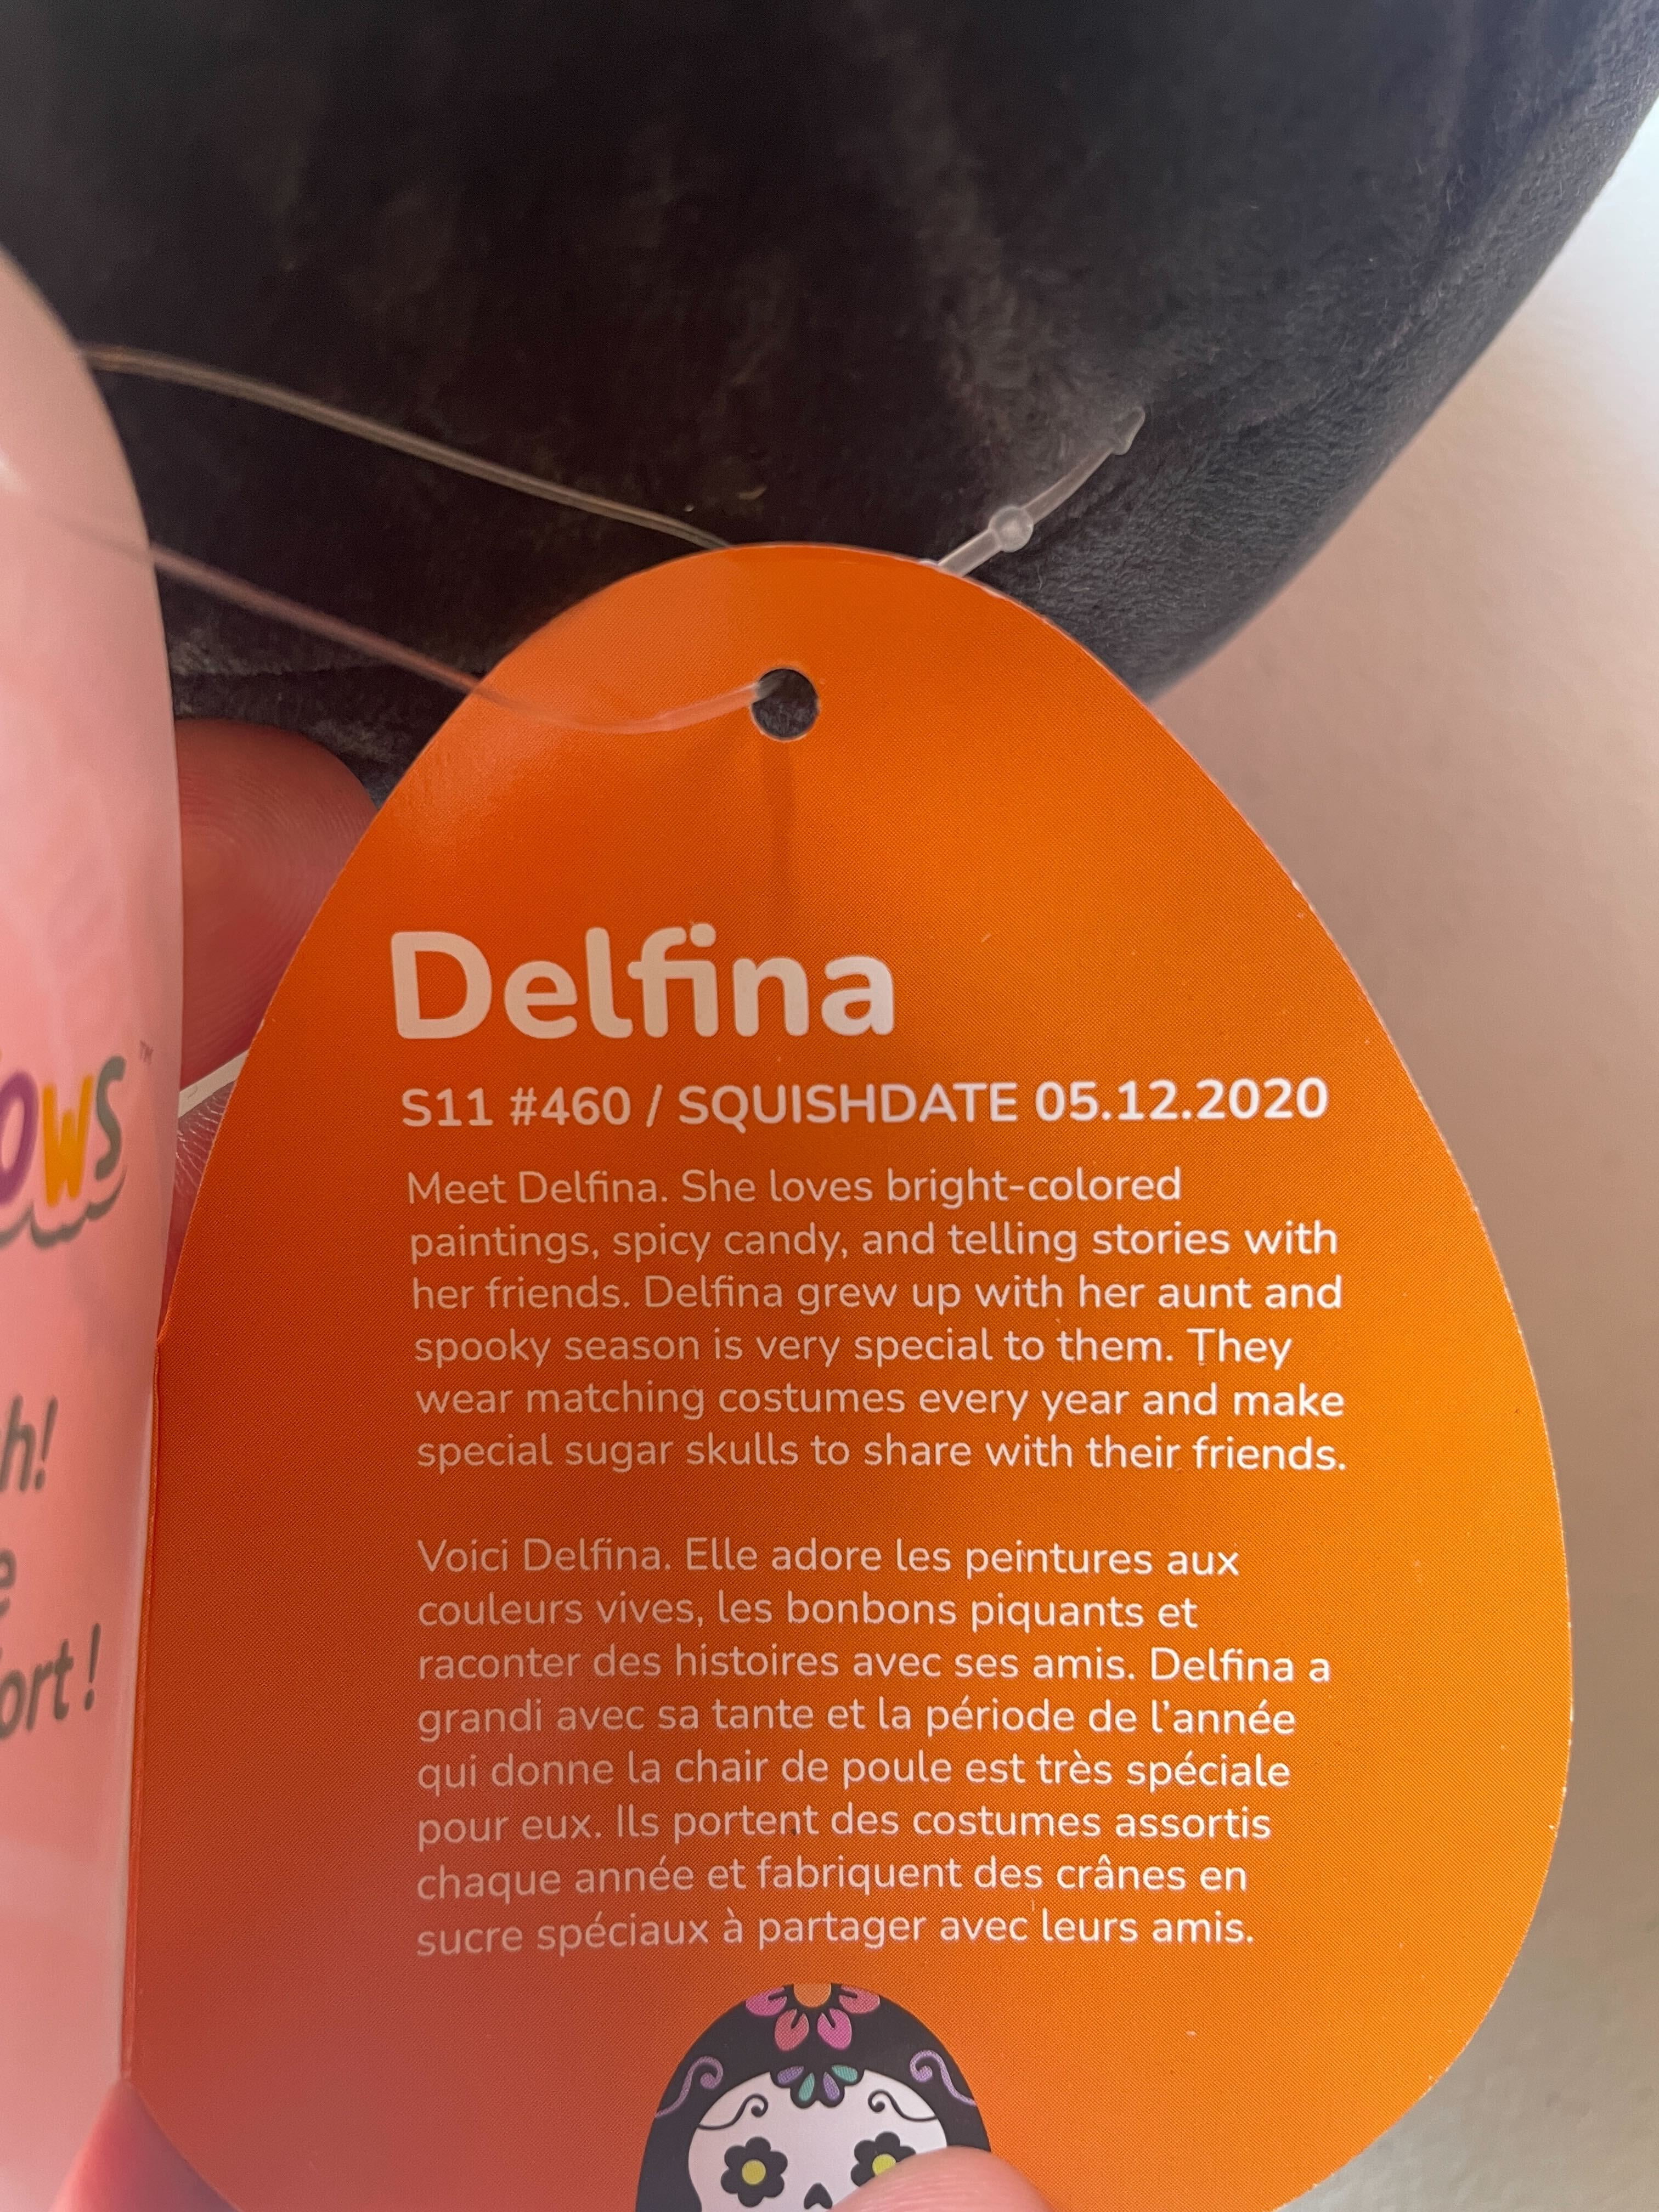 Delfina
S11 #460 / SQUISHDATE 05.12.2020
Meet Delfina. She loves bright-colored
paintings, spicy candy, and telling stories with
her friends. Delfina grew up with her aunt and
spooky season is very special to them. They
wear matching costumes every year and make
special sugar skulls to share with their friends.
Voici Delfina. Elle adore les peintures aux
couleurs vives, les bonbons piquants et
raconter des histoires avec ses amis. Delfina a
grandi avec sa tante et la période de l'année
qui donne la chair de poule est très spéciale
pour eux. Ils portent des costumes assortis
chaque année et fabriquent des crânes en
sucre spéciaux à partager avec leurs amis.